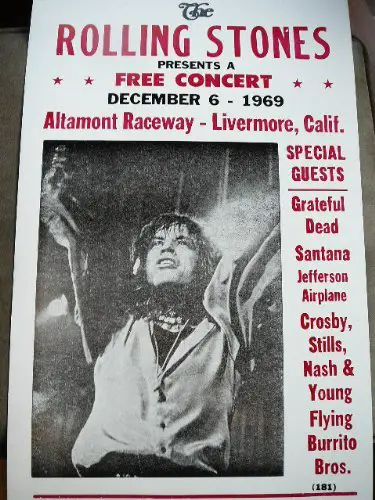 The
ROLLING STONES
PRESENTS A
★ ★ FREE CONCERT ★ ★
DECEMBER 6 - 1969
Altamont Raceway - Livermore, Calif.
SPECIAL
GUESTS
Grateful
Dead
Santana
Jefferson
Airplane
Crosby,
Stills,
Nash &
Young
Flying
Burrito
Bros.
(181)